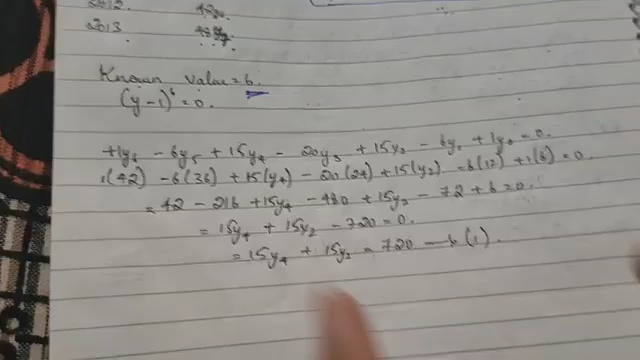 2012
2013
Known value = 6.
(y-1)⁶ = 0.
+1y₆ - 6y₅ + 15y₄ - 20y₃ + 15y₂ - 6y₁ + 1y₀ = 0.
1(42) - 6(36) + 15(y₄) - 20(24) + 15(y₂) - 6(12) + 1(6) = 0.
= 42 - 216 + 15y₄ - 480 + 15y₂ - 72 + 6 = 0.
= 15y₄ + 15y₂ - 720 = 0.
= 15y₄ + 15y₂ = 720 - 6(1).